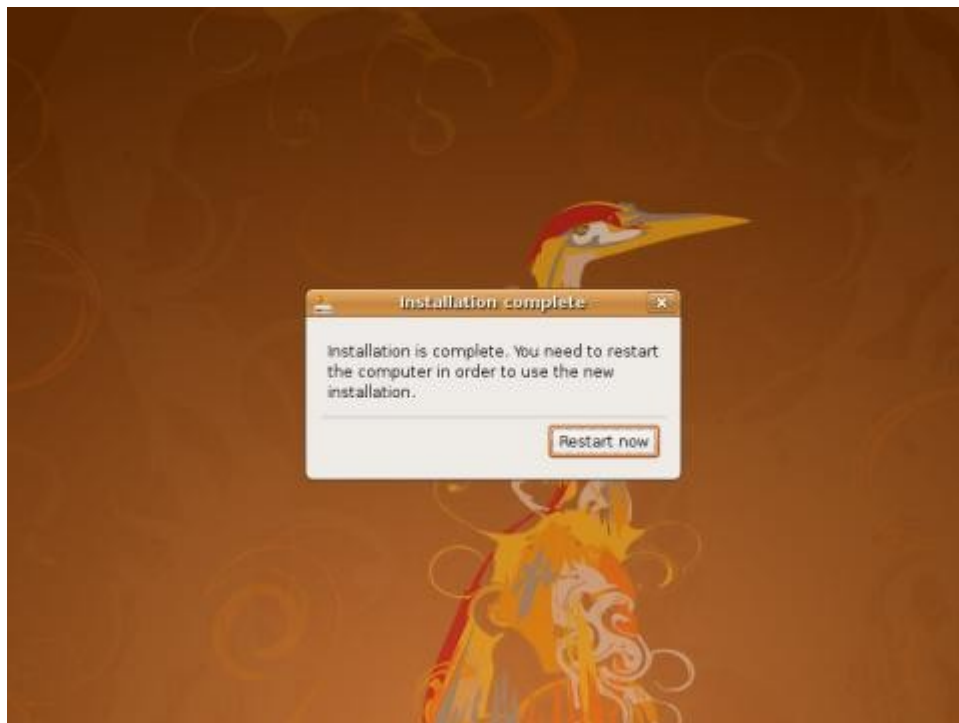 Installation complete
Installation is complete. You need to restart
the computer in order to use the new
installation.
Restart now